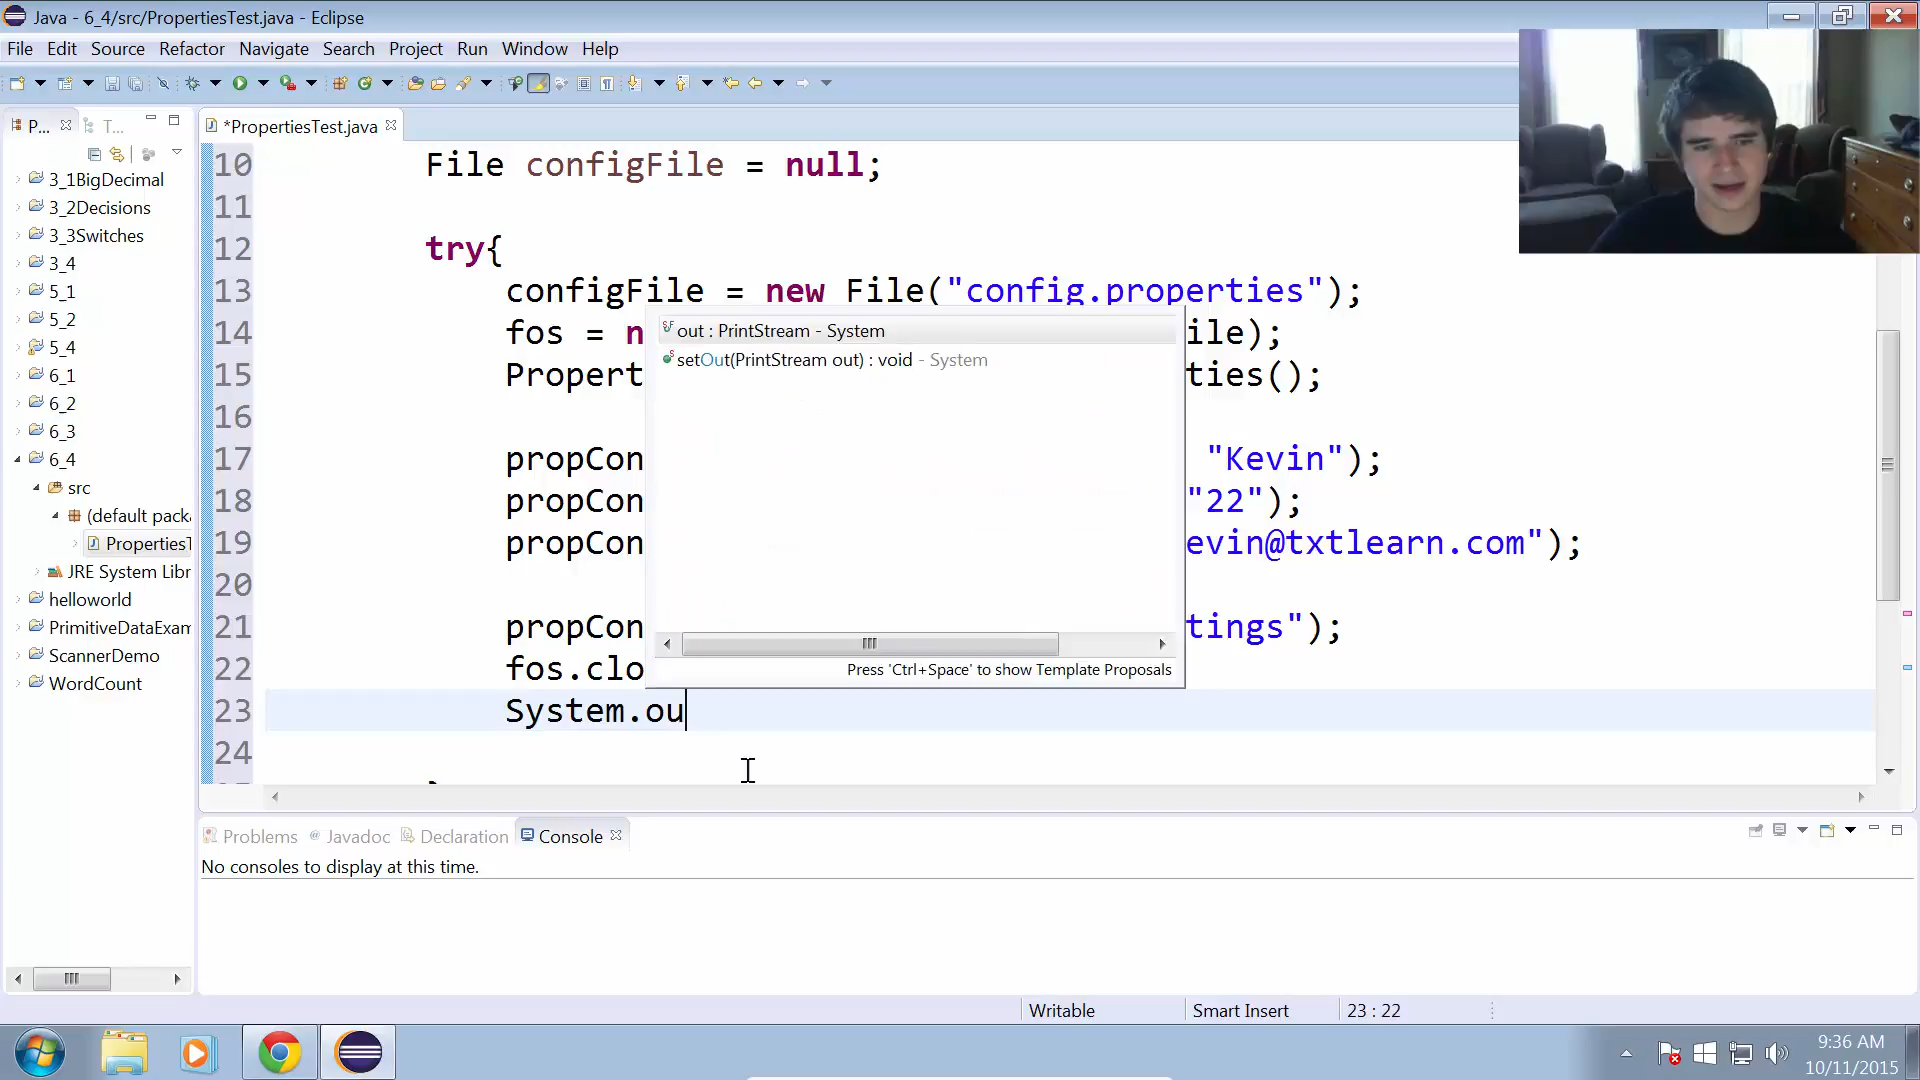 Java - 6_4/src/PropertiesTest.java - Eclipse
File Edit Source Refactor Navigate Search Project Run Window Help
P... T...
*PropertiesTest.java
3_1BigDecimal
3_2Decisions
3_3Switches
3_4
5_1
5_2
5_4
6_1
6_2
6_3
6_4
src
(default pack
PropertiesT
JRE System Libr
helloworld
PrimitiveDataExam
ScannerDemo
WordCount
10 File configFile = null;
11
12 try{
13 configFile = new File("config.properties");
14 fos = n ile);
15 Propert ties();
16
17 propCon "Kevin");
18 propCon "22");
19 propCon evin@txtlearn.com");
20
21 propCon tings");
22 fos.clo
23 System.ou
24
out : PrintStream - System
setOut(PrintStream out) : void - System
Press 'Ctrl+Space' to show Template Proposals
Problems @ Javadoc Declaration Console
No consoles to display at this time.
Writable Smart Insert 23 : 22
9:36 AM
10/11/2015